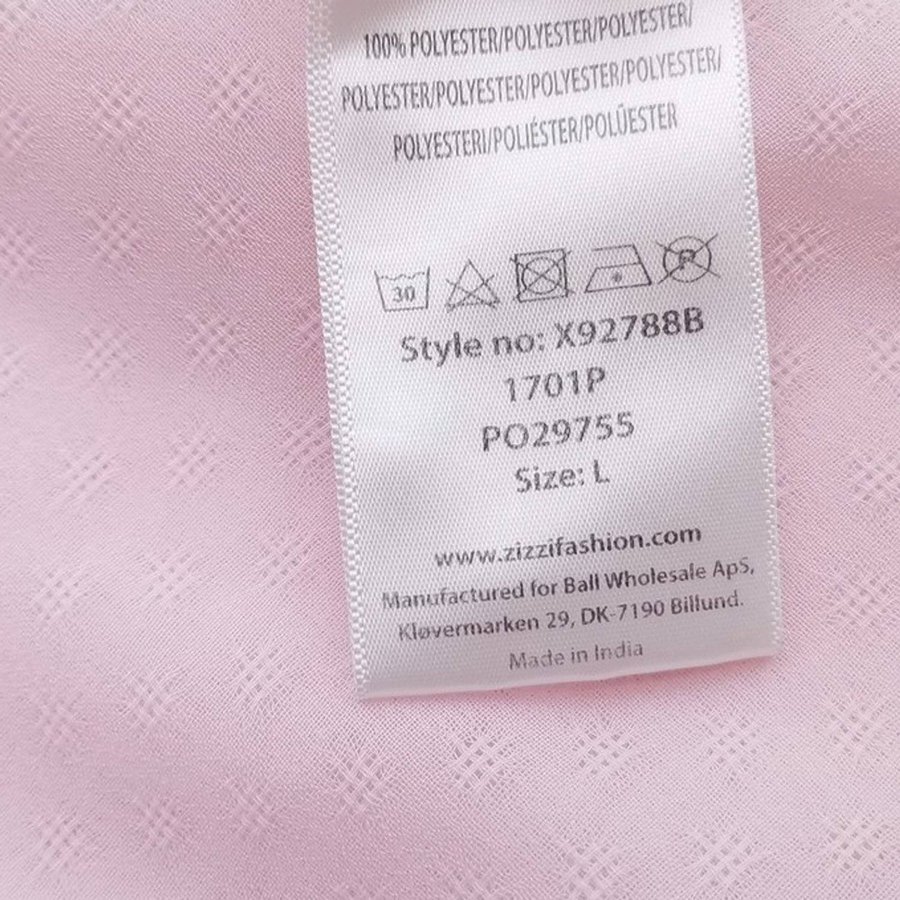 100% POLYESTER/POLYESTER/POLYESTER/
POLYESTER/POLYESTER/POLYESTER/POLYESTER/
POLYESTERI/POLIÉSTER/POLŰESTER
30 P
Style no: X92788B
1701P
PO29755
Size: L
www.zizzifashion.com
Manufactured for Ball Wholesale ApS,
Kløvermarken 29, DK-7190 Billund.
Made in India